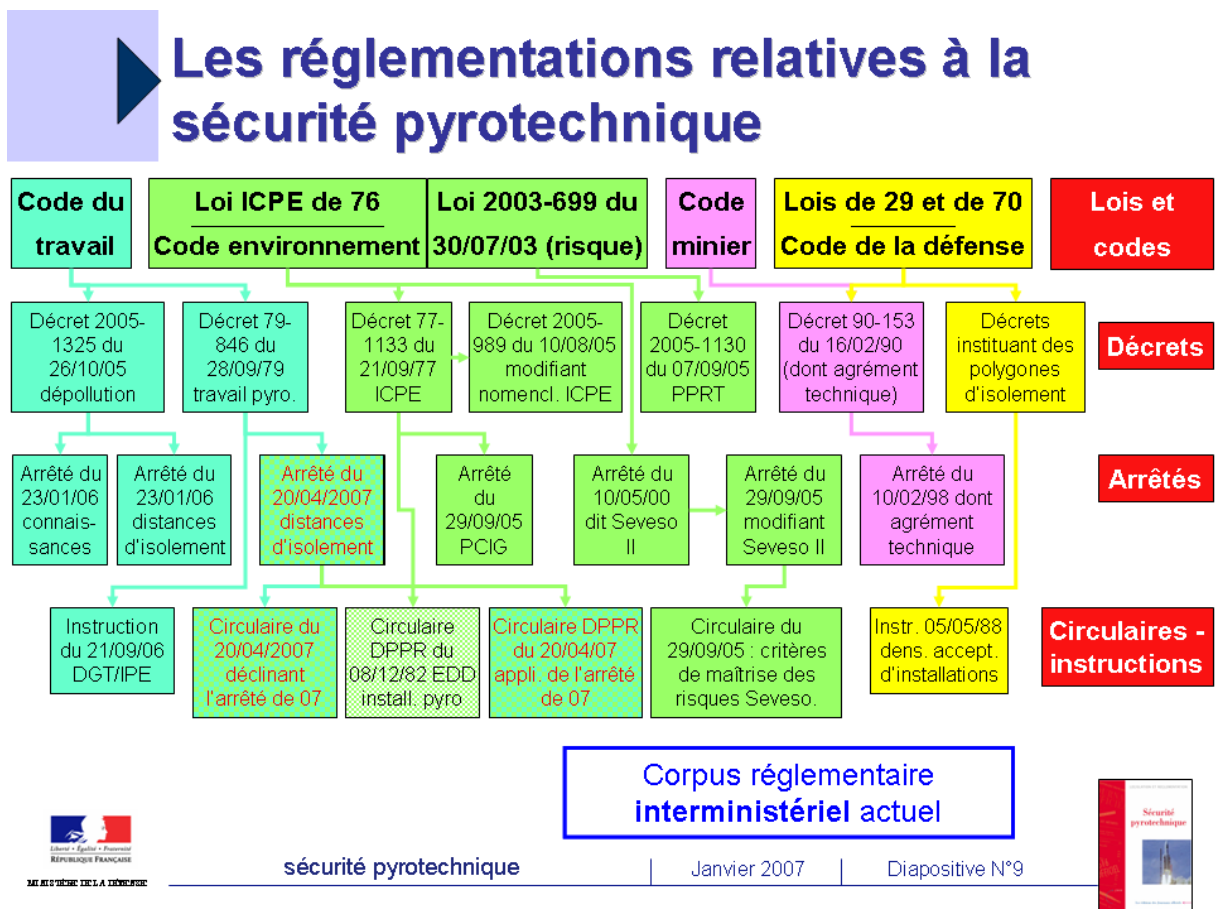 Les réglementations relatives à la
sécurité pyrotechnique
Code du
travail
Loi ICPE de 76
Code environnement
Loi 2003-699 du
30/07/03 (risque)
Code
minier
Lois de 29 et de 70
Code de la défense
Lois et
codes
Décret 2005-
1325 du
26/10/05
dépollution
Décret 79-
846 du
28/09/79
travail pyro.
Décret 77-
1133 du
21/09/77
ICPE
Décret 2005-
989 du 10/08/05
modifiant
nomencl. ICPE
Décret
2005-1130
du 07/09/05
PPRT
Décret 90-153
du 16/02/90
(dont agrément
technique)
Décrets
instituant des
polygones
d'isolement
Décrets
Arrêté du
23/01/06
connais-
sances
Arrêté du
23/01/06
distances
d'isolement
Arrêté du
20/04/2007
distances
d'isolement
Arrêté
du
29/09/05
PCIG
Arrêté du
10/05/00
dit Seveso
II
Arrêté du
29/09/05
modifiant
Seveso II
Arrêté du
10/02/98 dont
agrément
technique
Arrêtés
Instruction
du 21/09/06
DGT/IPE
Circulaire du
20/04/2007
déclinant
l'arrêté de 07
Circulaire
DPPR du
08/12/82 EDD
install. pyro
Circulaire DPPR
du 20/04/07
appli. de l'arrêté
de 07
Circulaire du
29/09/05 : critères
de maîtrise des
risques Seveso.
Instr. 05/05/88
dens. accept.
d'installations
Circulaires -
instructions
Corpus réglementaire
interministériel actuel
Liberté • Égalité • Fraternité
RÉPUBLIQUE FRANÇAISE
MINISTÈRE DE LA DÉFENSE
sécurité pyrotechnique
Janvier 2007
Diapositive N°9
Sécurité
pyrotechnique